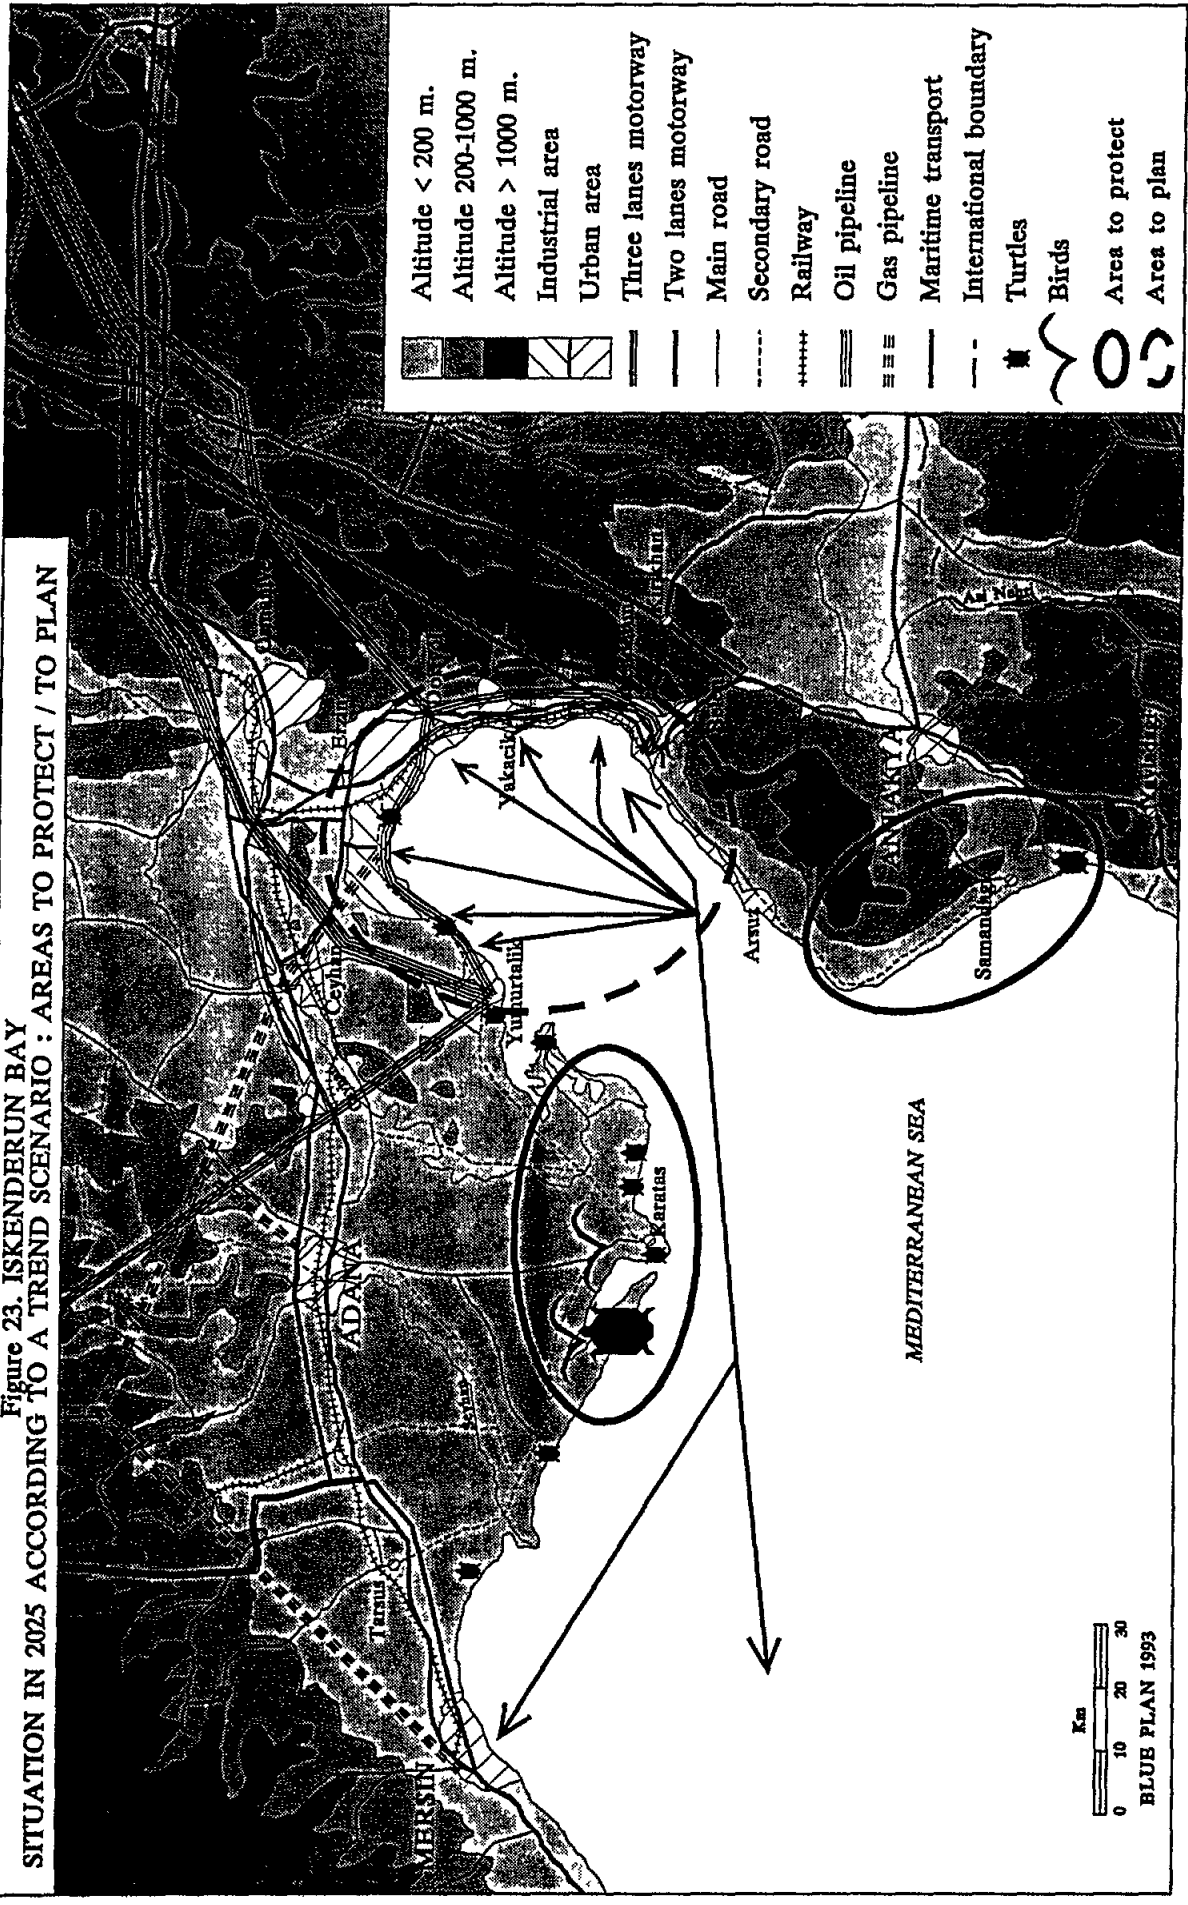 Figure 23. ISKENDERUN BAY
SITUATION IN 2025 ACCORDING TO A TREND SCENARIO : AREAS TO PROTECT / TO PLAN
Altitude < 200 m.
Altitude 200-1000 m.
Altitude > 1000 m.
Industrial area
Urban area
Three lanes motorway
Two lanes motorway
Main road
Secondary road
Railway
Oil pipeline
Gas pipeline
Maritime transport
International boundary
Turtles
Birds
Area to protect
Area to plan
MERSIN
Tarsus
ADANA
Ceyhan
Yumurtalik
Karatas
Yakacik
Arsuz
ANTAKYA
Samandag
MEDITERRANEAN SEA
Km
0 10 20 30
BLUE PLAN 1993